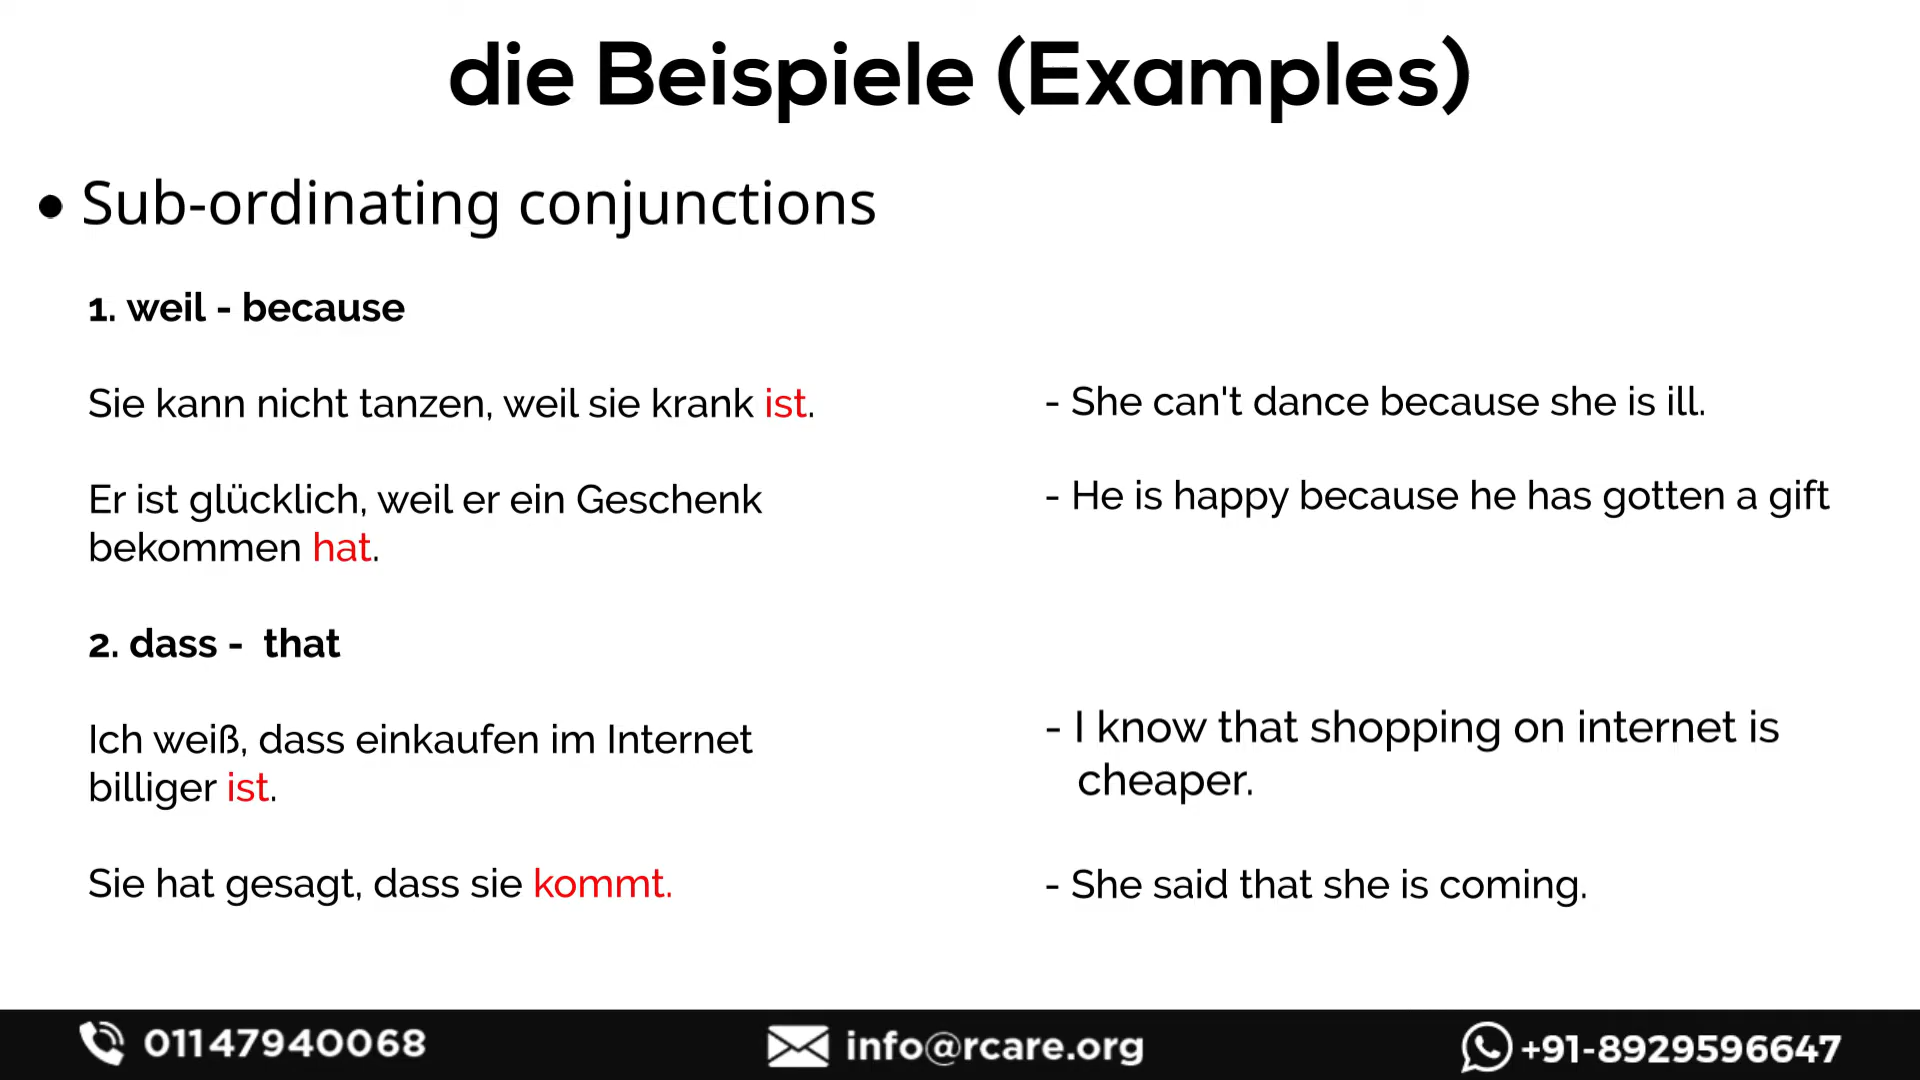 die Beispiele (Examples)
• Sub-ordinating conjunctions
1. weil - because
Sie kann nicht tanzen, weil sie krank ist.
- She can't dance because she is ill.
Er ist glücklich, weil er ein Geschenk
bekommen hat.
- He is happy because he has gotten a gift
2. dass - that
Ich weiß, dass einkaufen im Internet
billiger ist.
- I know that shopping on internet is
cheaper.
Sie hat gesagt, dass sie kommt.
- She said that she is coming.
01147940068
info@rcare.org
+91-8929596647